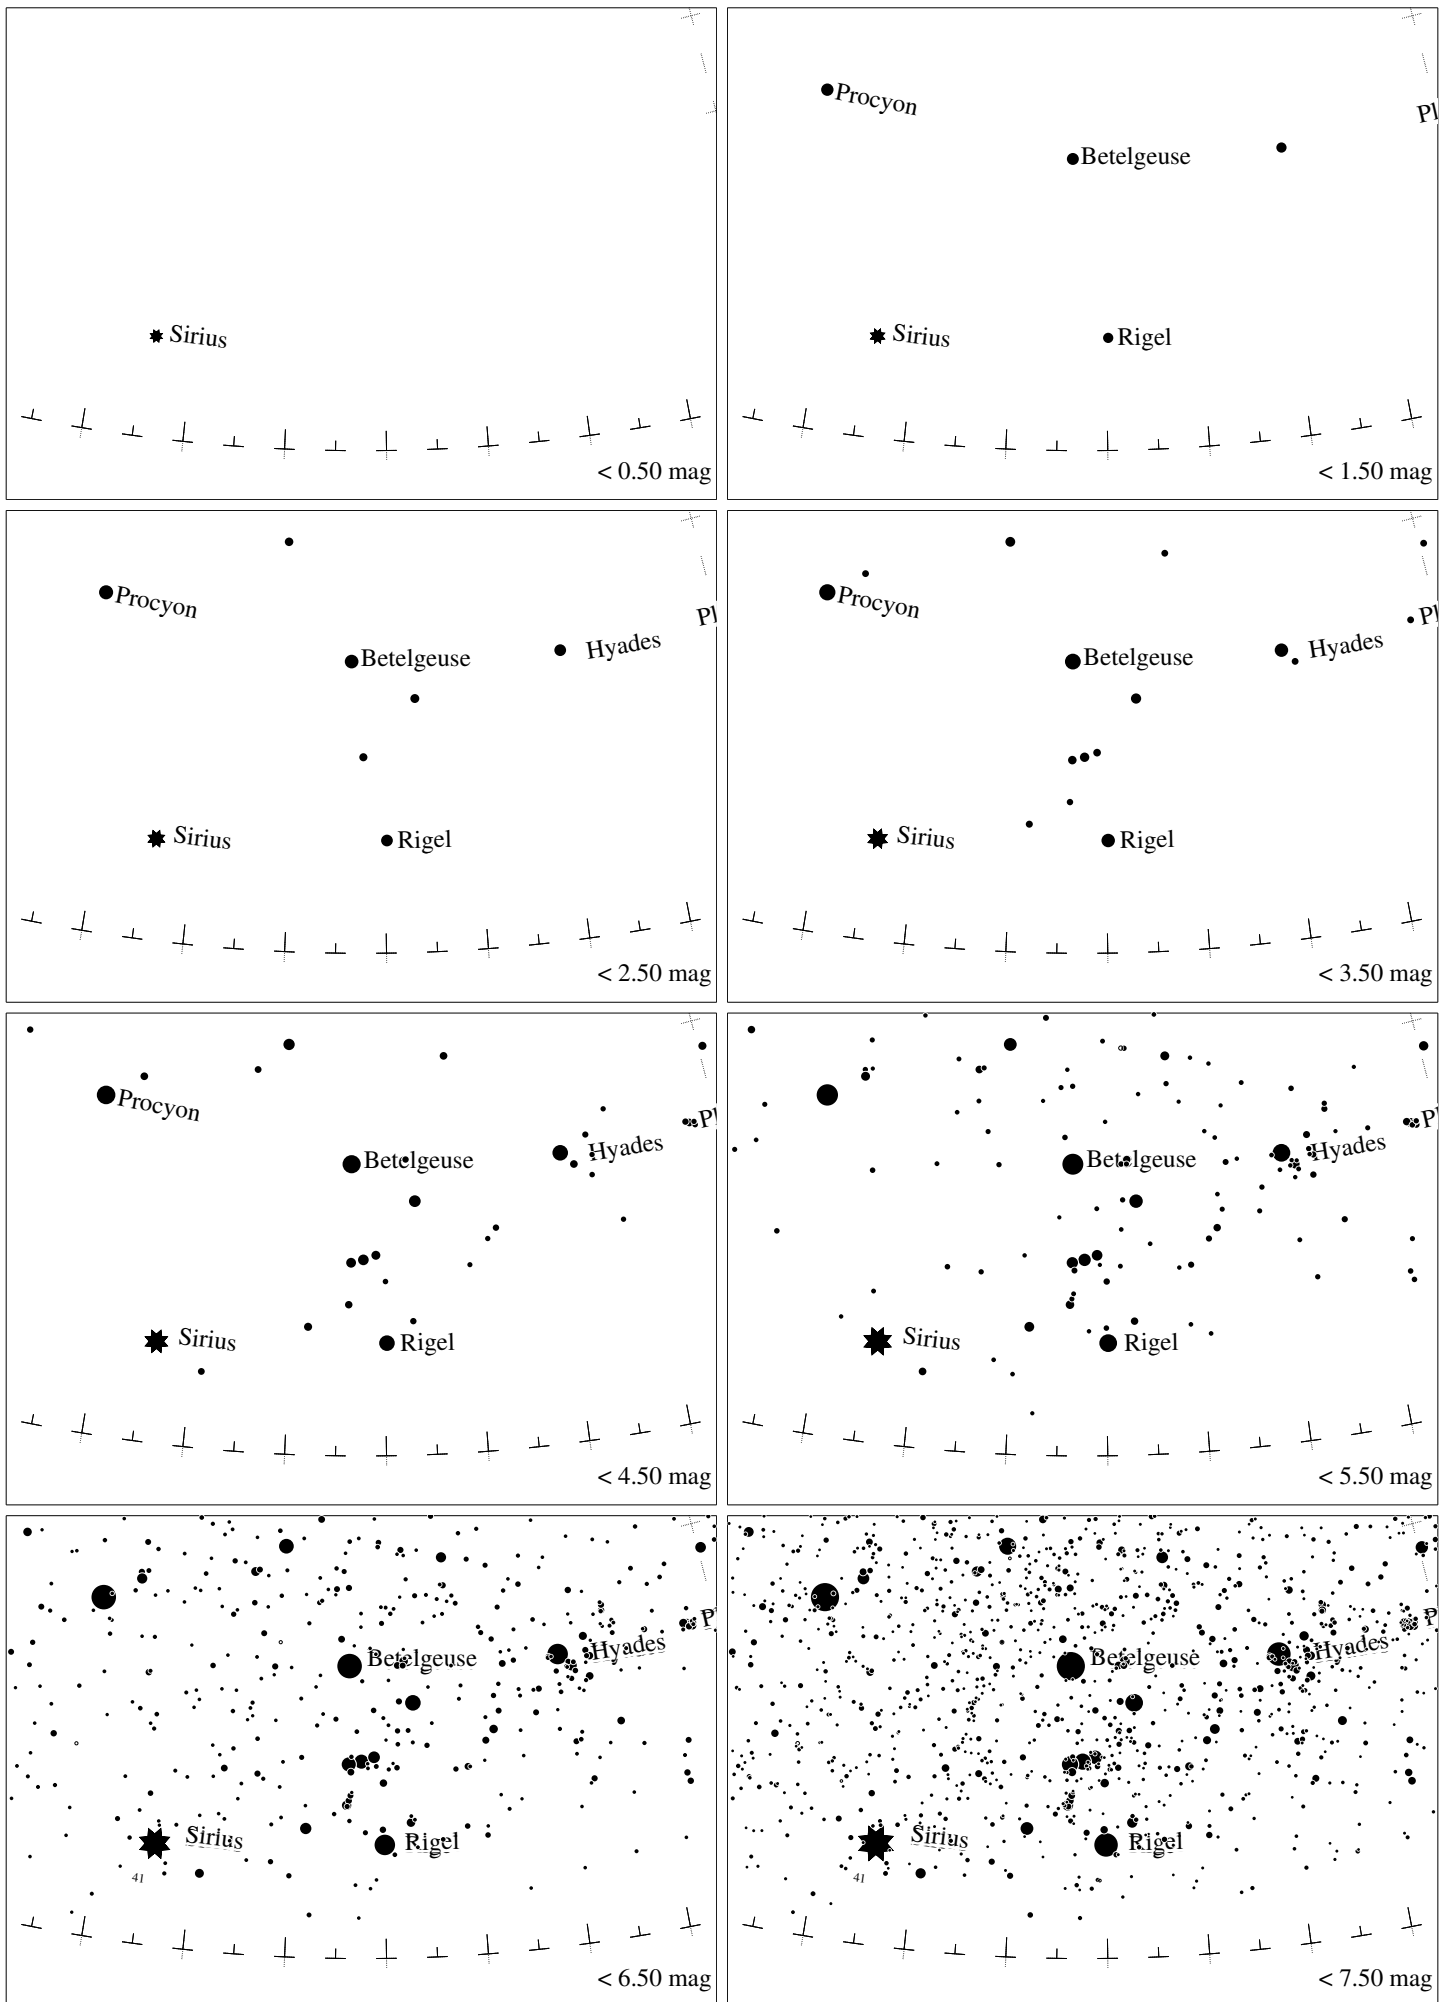 Sirius
< 0.50 mag
Procyon
Pl
Betelgeuse
Sirius
Rigel
< 1.50 mag
Procyon
Pl
Hyades
Betelgeuse
Sirius
Rigel
< 2.50 mag
Procyon
Pl
Hyades
Betelgeuse
Sirius
Rigel
< 3.50 mag
Procyon
Pl
Hyades
Betelgeuse
Sirius
Rigel
< 4.50 mag
Pl
Hyades
Betelgeuse
Sirius
Rigel
< 5.50 mag
P
Hyades
Betelgeuse
Sirius
Rigel
41
< 6.50 mag
P
Hyades
Betelgeuse
Sirius
Rigel
41
< 7.50 mag